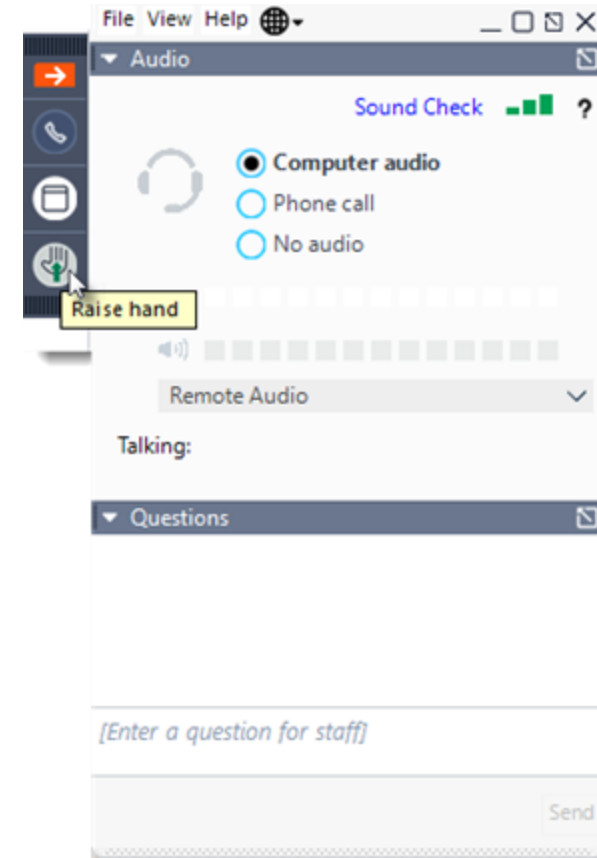 File View Help
Audio
Sound Check ?
Computer audio
Phone call
No audio
Raise hand
Remote Audio
Talking:
Questions
[Enter a question for staff]
Send